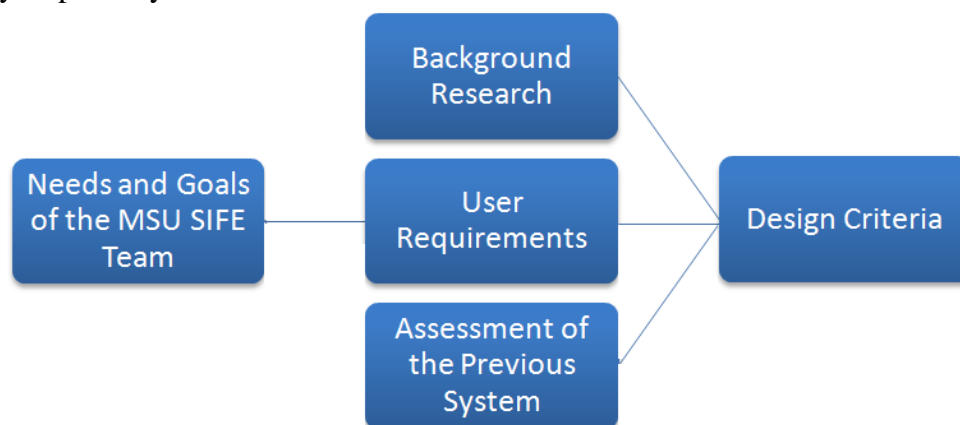 Background
Research
Needs and Goals
of the MSU SIFE
Team
User
Requirements
Design Criteria
Assessment of
the Previous
System